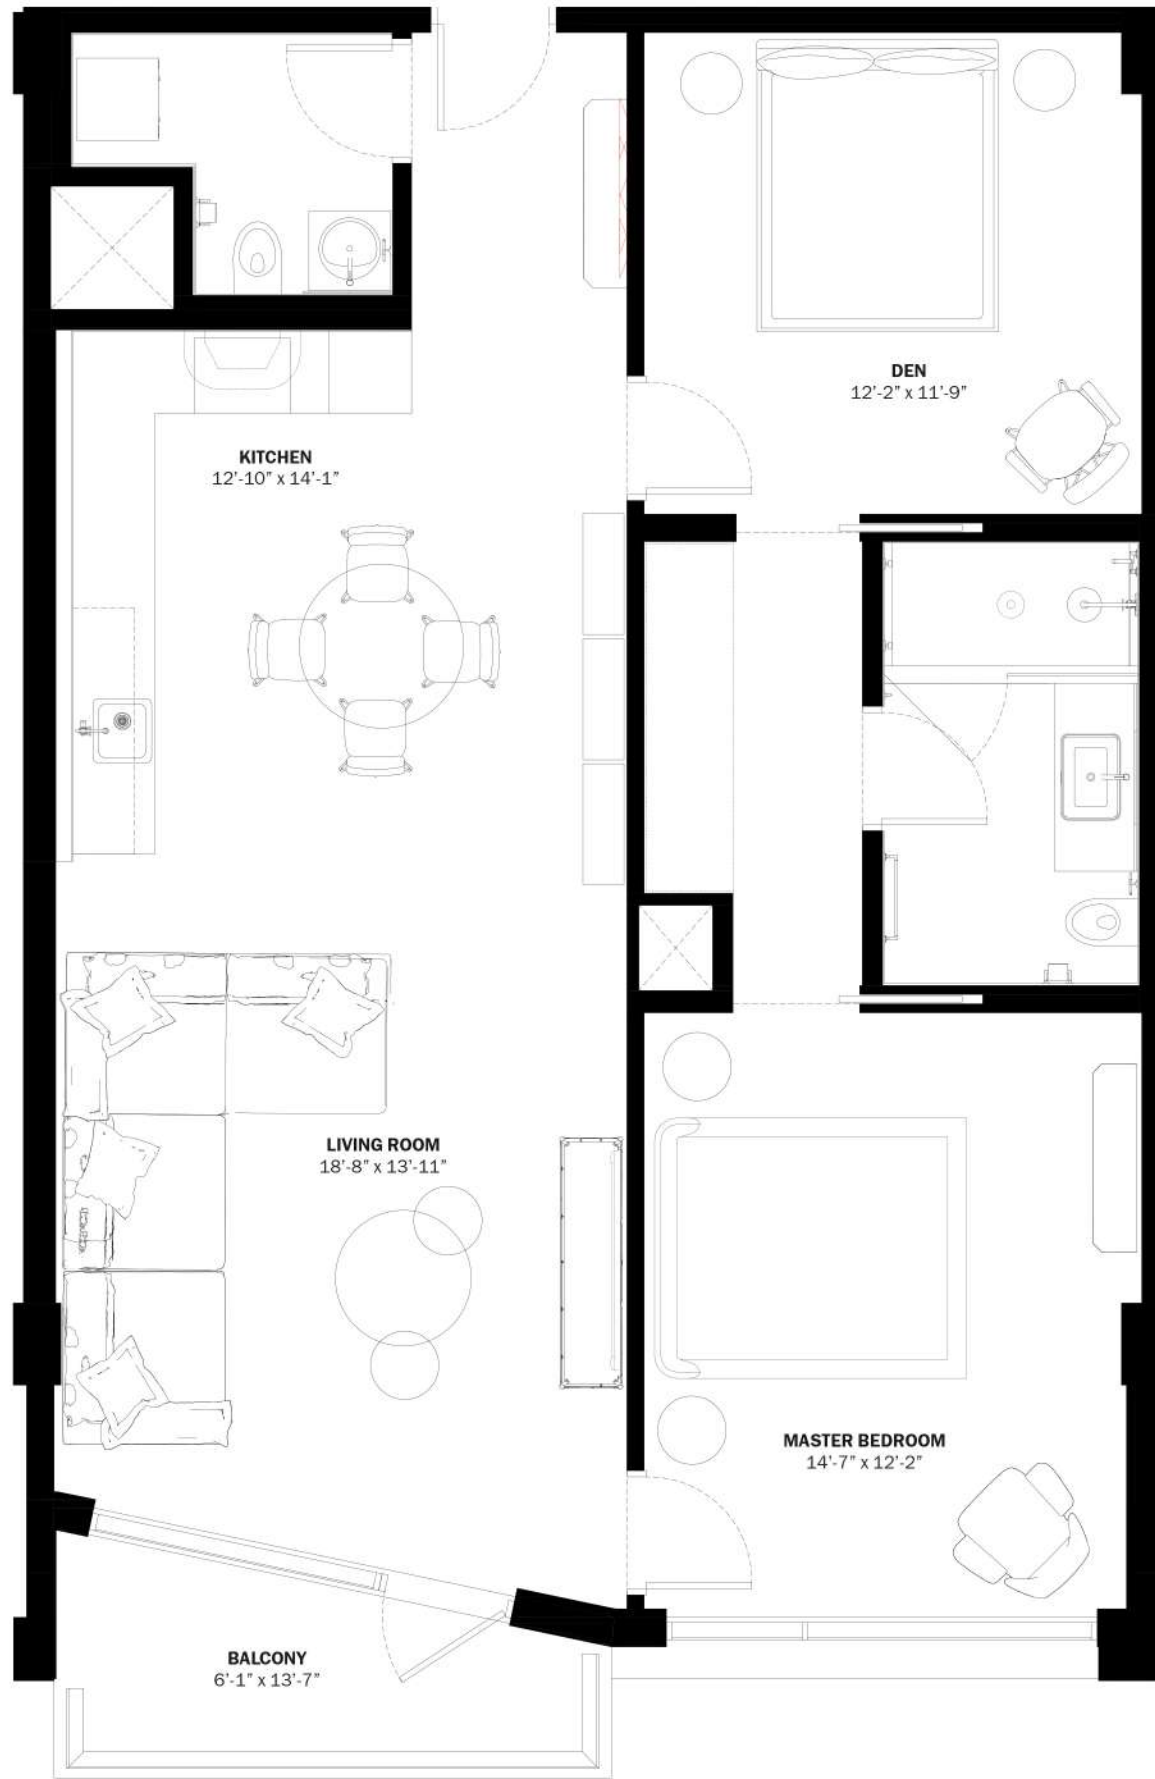 DEN
12'-2" x 11'-9"
KITCHEN
12'-10" x 14'-1"
LIVING ROOM
18'-8" x 13'-11"
MASTER BEDROOM
14'-7" x 12'-2"
BALCONY
6'-1" x 13'-7"